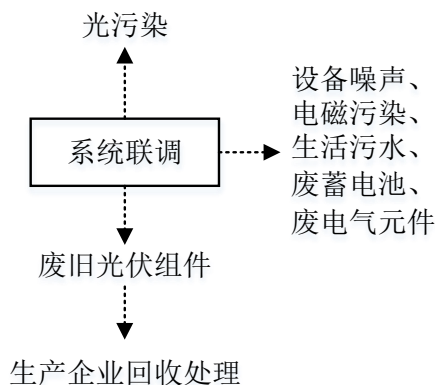 光污染
系统联调
设备噪声、
电磁污染、
生活污水、
废蓄电池、
废电气元件
废旧光伏组件
生产企业回收处理